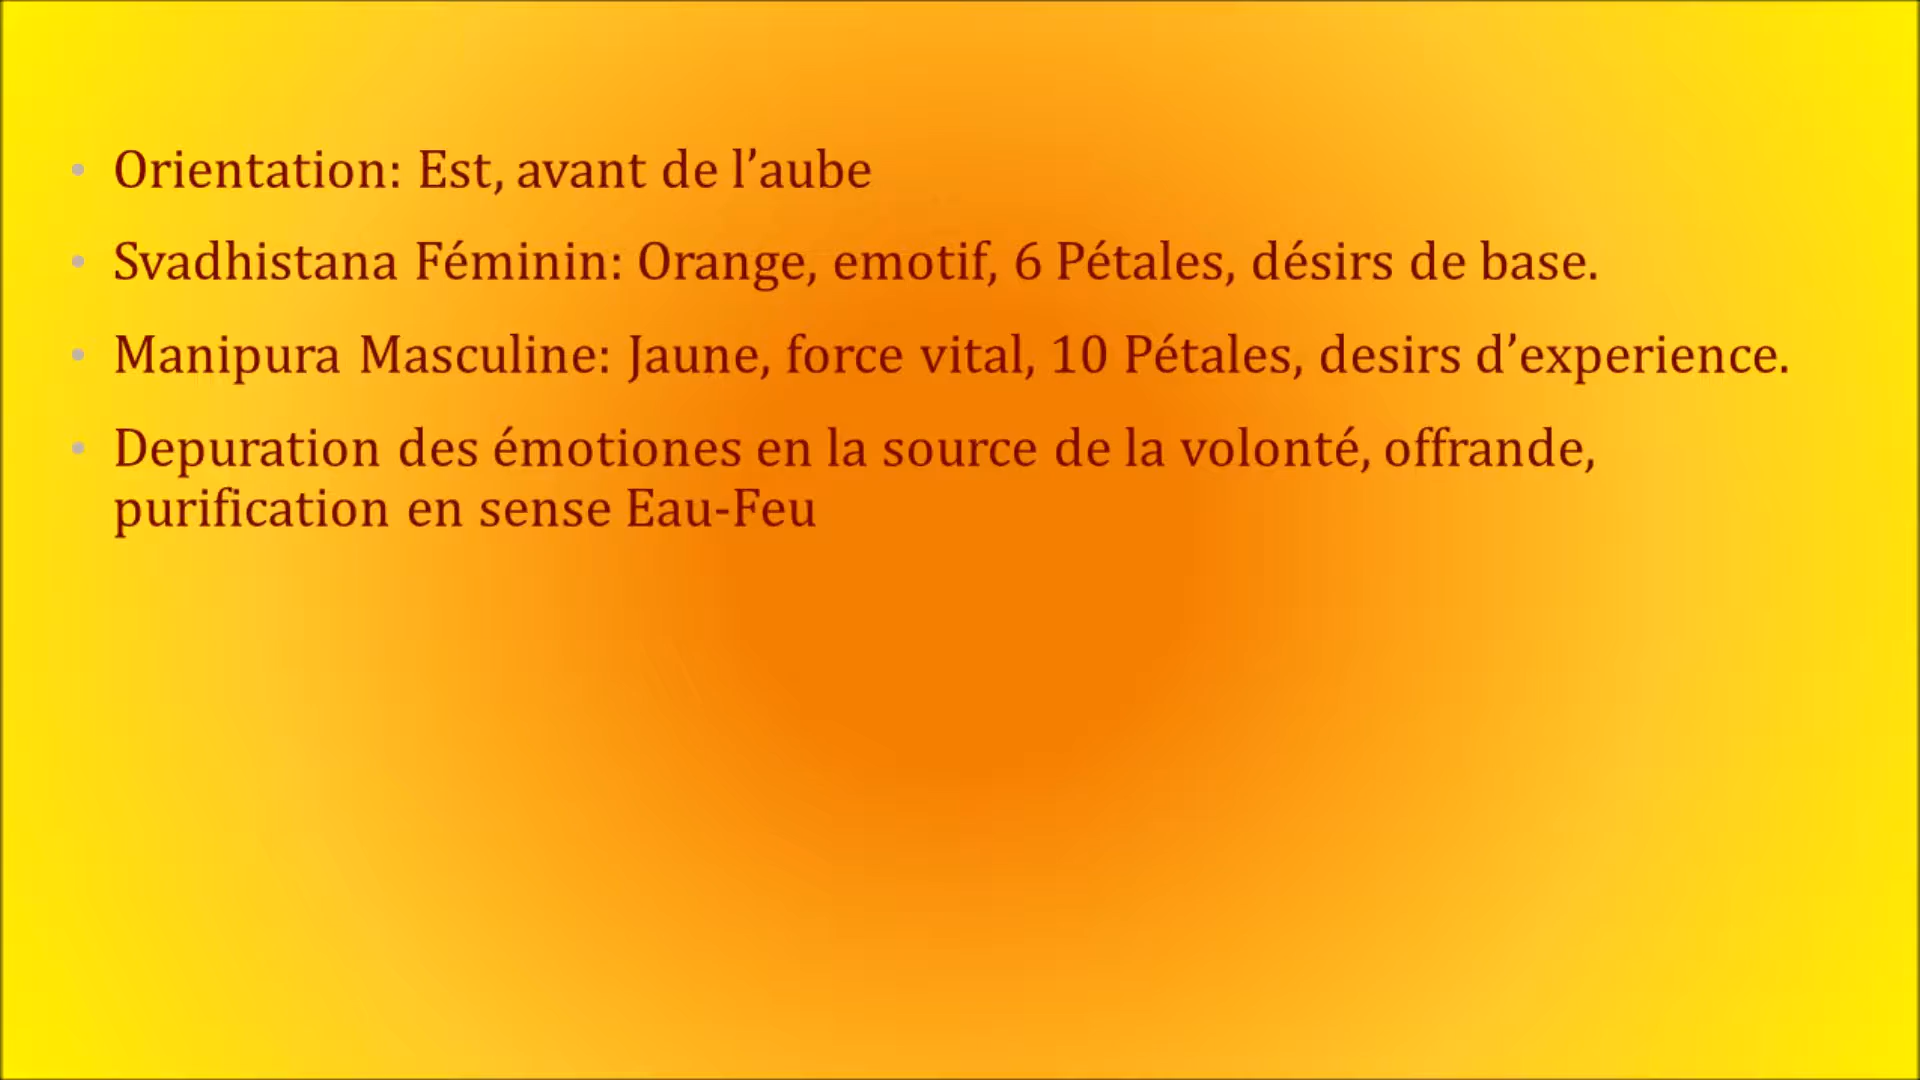 • Orientation: Est, avant de l’aube
• Svadhistana Féminin: Orange, emotif, 6 Pétales, désirs de base.
• Manipura Masculine: Jaune, force vital, 10 Pétales, desirs d’experience.
• Depuration des émotiones en la source de la volonté, offrande,
purification en sense Eau-Feu